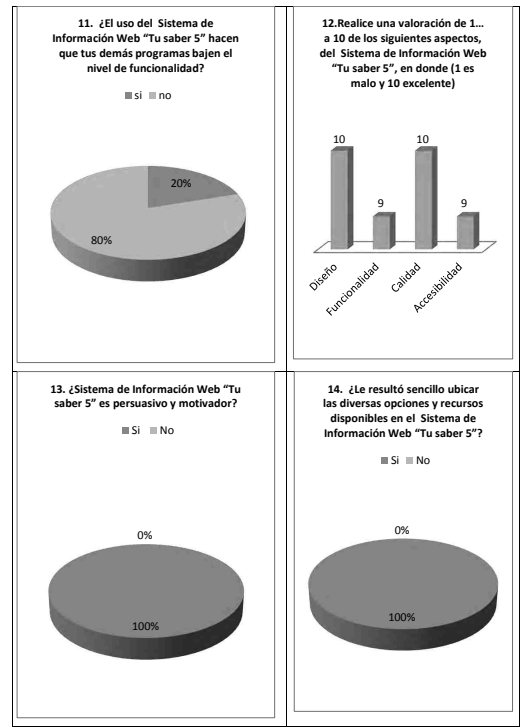 11. ¿El uso del Sistema de
Información Web “Tu saber 5” hacen
que tus demás programas bajen el
nivel de funcionalidad?
si no
20%
80%
12.Realice una valoración de 1…
a 10 de los siguientes aspectos,
del Sistema de Información Web
“Tu saber 5”, en donde (1 es
malo y 10 excelente)
10
9
10
9
Diseño
Funcionalidad
Calidad
Accesibilidad
13. ¿Sistema de Información Web “Tu
saber 5” es persuasivo y motivador?
Si No
0%
100%
14. ¿Le resultó sencillo ubicar
las diversas opciones y recursos
disponibles en el Sistema de
Información Web “Tu saber 5”?
Si No
0%
100%